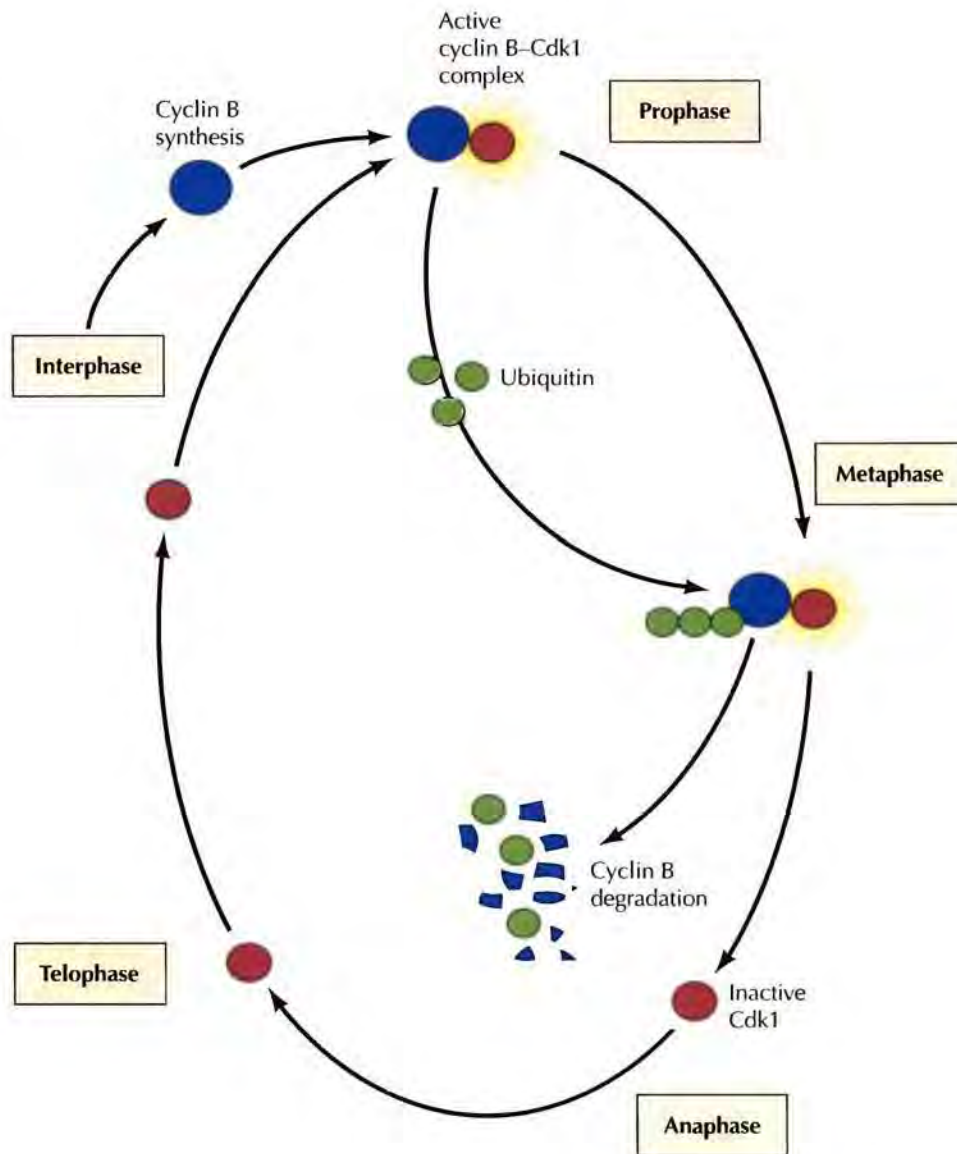 Active
cyclin B–Cdk1
complex
Prophase
Cyclin B
synthesis
Interphase
Ubiquitin
Metaphase
Cyclin B
degradation
Telophase
Inactive
Cdk1
Anaphase